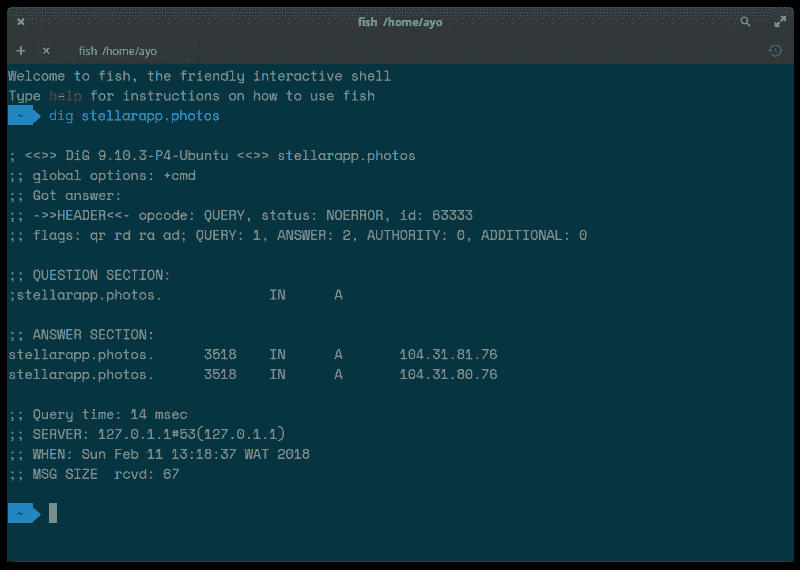 fish /home/ayo
fish /home/ayo
Welcome to fish, the friendly interactive shell
Type help for instructions on how to use fish
~ dig stellarapp.photos
; <<>> DiG 9.10.3-P4-Ubuntu <<>> stellarapp.photos
;; global options: +cmd
;; Got answer:
;; ->>HEADER<<- opcode: QUERY, status: NOERROR, id: 63333
;; flags: qr rd ra ad; QUERY: 1, ANSWER: 2, AUTHORITY: 0, ADDITIONAL: 0
;; QUESTION SECTION:
;stellarapp.photos. IN A
;; ANSWER SECTION:
stellarapp.photos. 3518 IN A 104.31.81.76
stellarapp.photos. 3518 IN A 104.31.80.76
;; Query time: 14 msec
;; SERVER: 127.0.1.1#53(127.0.1.1)
;; WHEN: Sun Feb 11 13:18:37 WAT 2018
;; MSG SIZE  rcvd: 67
~